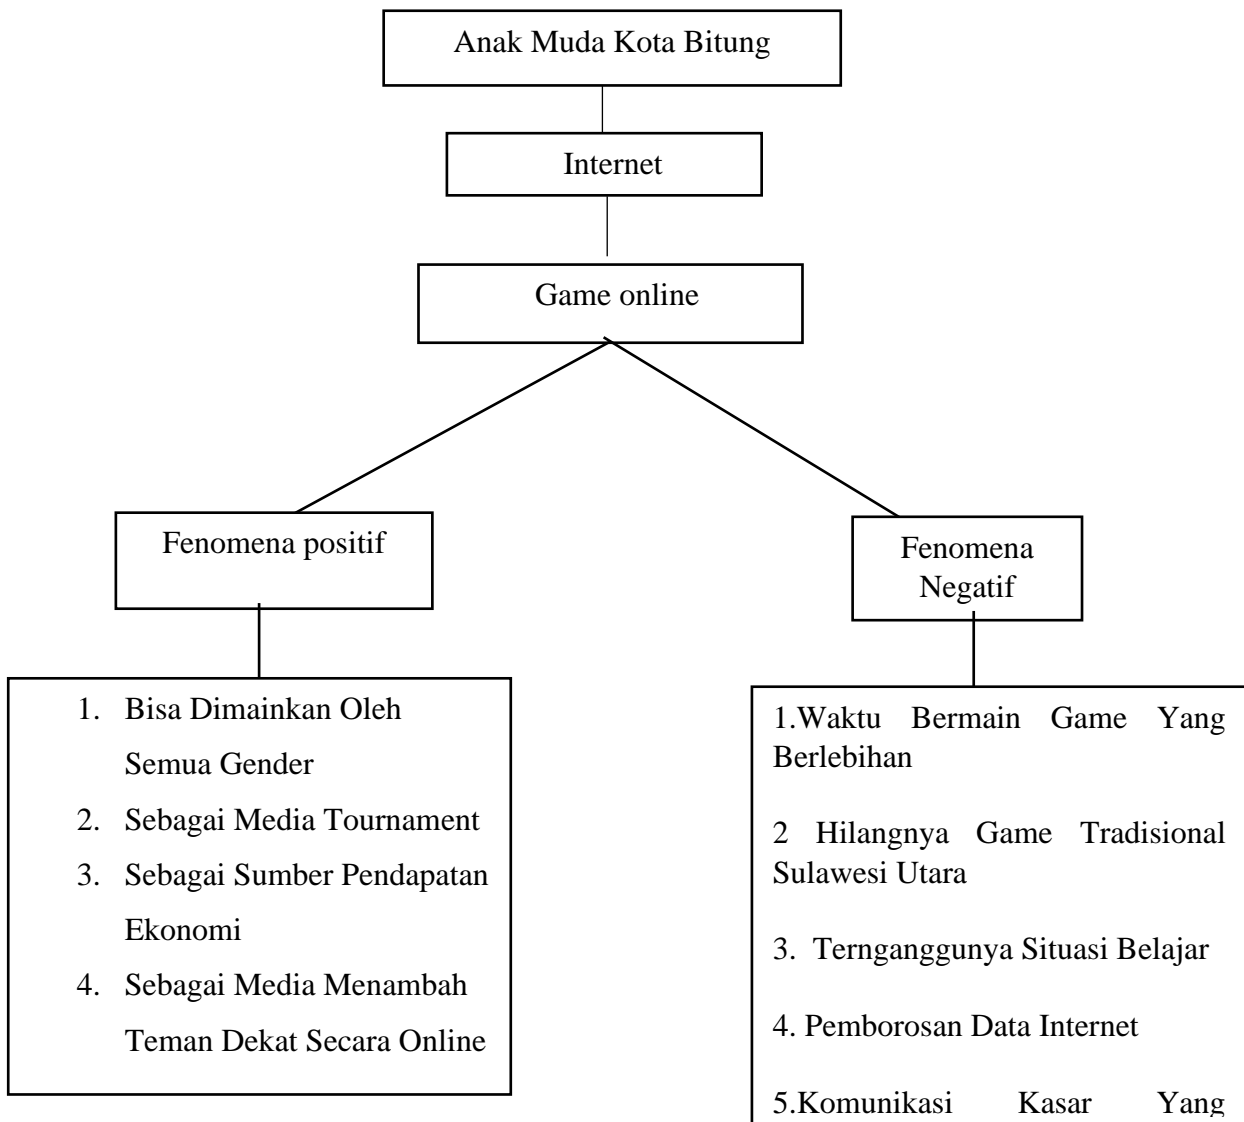 Anak Muda Kota Bitung
Internet
Game online
Fenomena positif
Fenomena
Negatif
1. Bisa Dimainkan Oleh
Semua Gender
2. Sebagai Media Tournament
3. Sebagai Sumber Pendapatan
Ekonomi
4. Sebagai Media Menambah
Teman Dekat Secara Online
1.Waktu Bermain Game Yang
Berlebihan
2 Hilangnya Game Tradisional
Sulawesi Utara
3. Ternganggunya Situasi Belajar
4. Pemborosan Data Internet
5.Komunikasi Kasar Yang